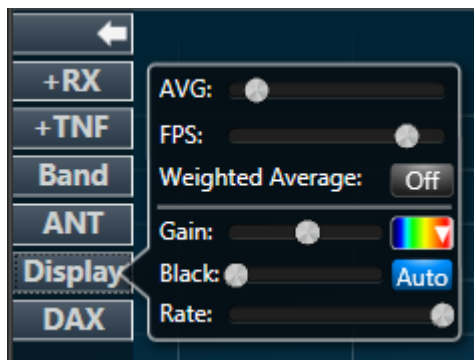 +RX
+TNF
Band
ANT
Display
DAX
AVG:
FPS:
Weighted Average: Off
Gain:
Black: Auto
Rate: